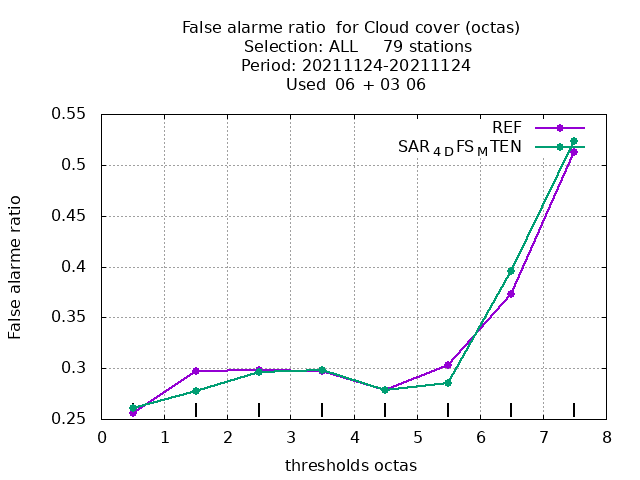 False alarme ratio  for Cloud cover (octas)
Selection: ALL     79 stations
Period: 20211124-20211124
Used  06 + 03 06
REF
SAR4DFSMTEN
False alarme ratio
0.55
0.5
0.45
0.4
0.35
0.3
0.25
0 1 2 3 4 5 6 7 8
thresholds octas